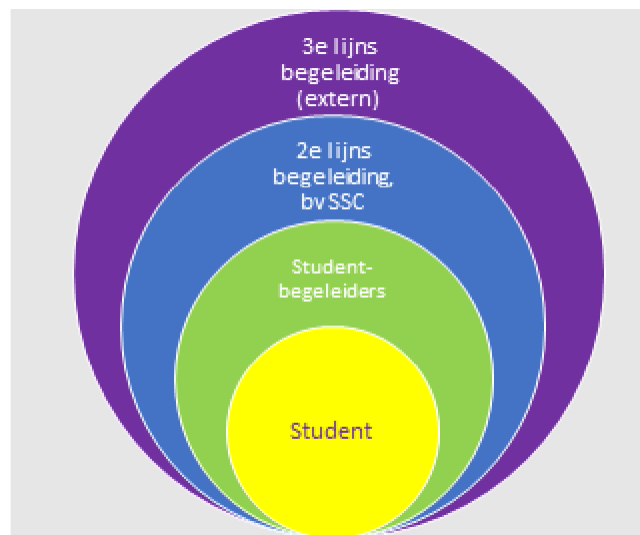 3e lijns
begeleiding
(extern)
2e lijns
begeleiding,
bv SSC
Student-
begeleiders
Student